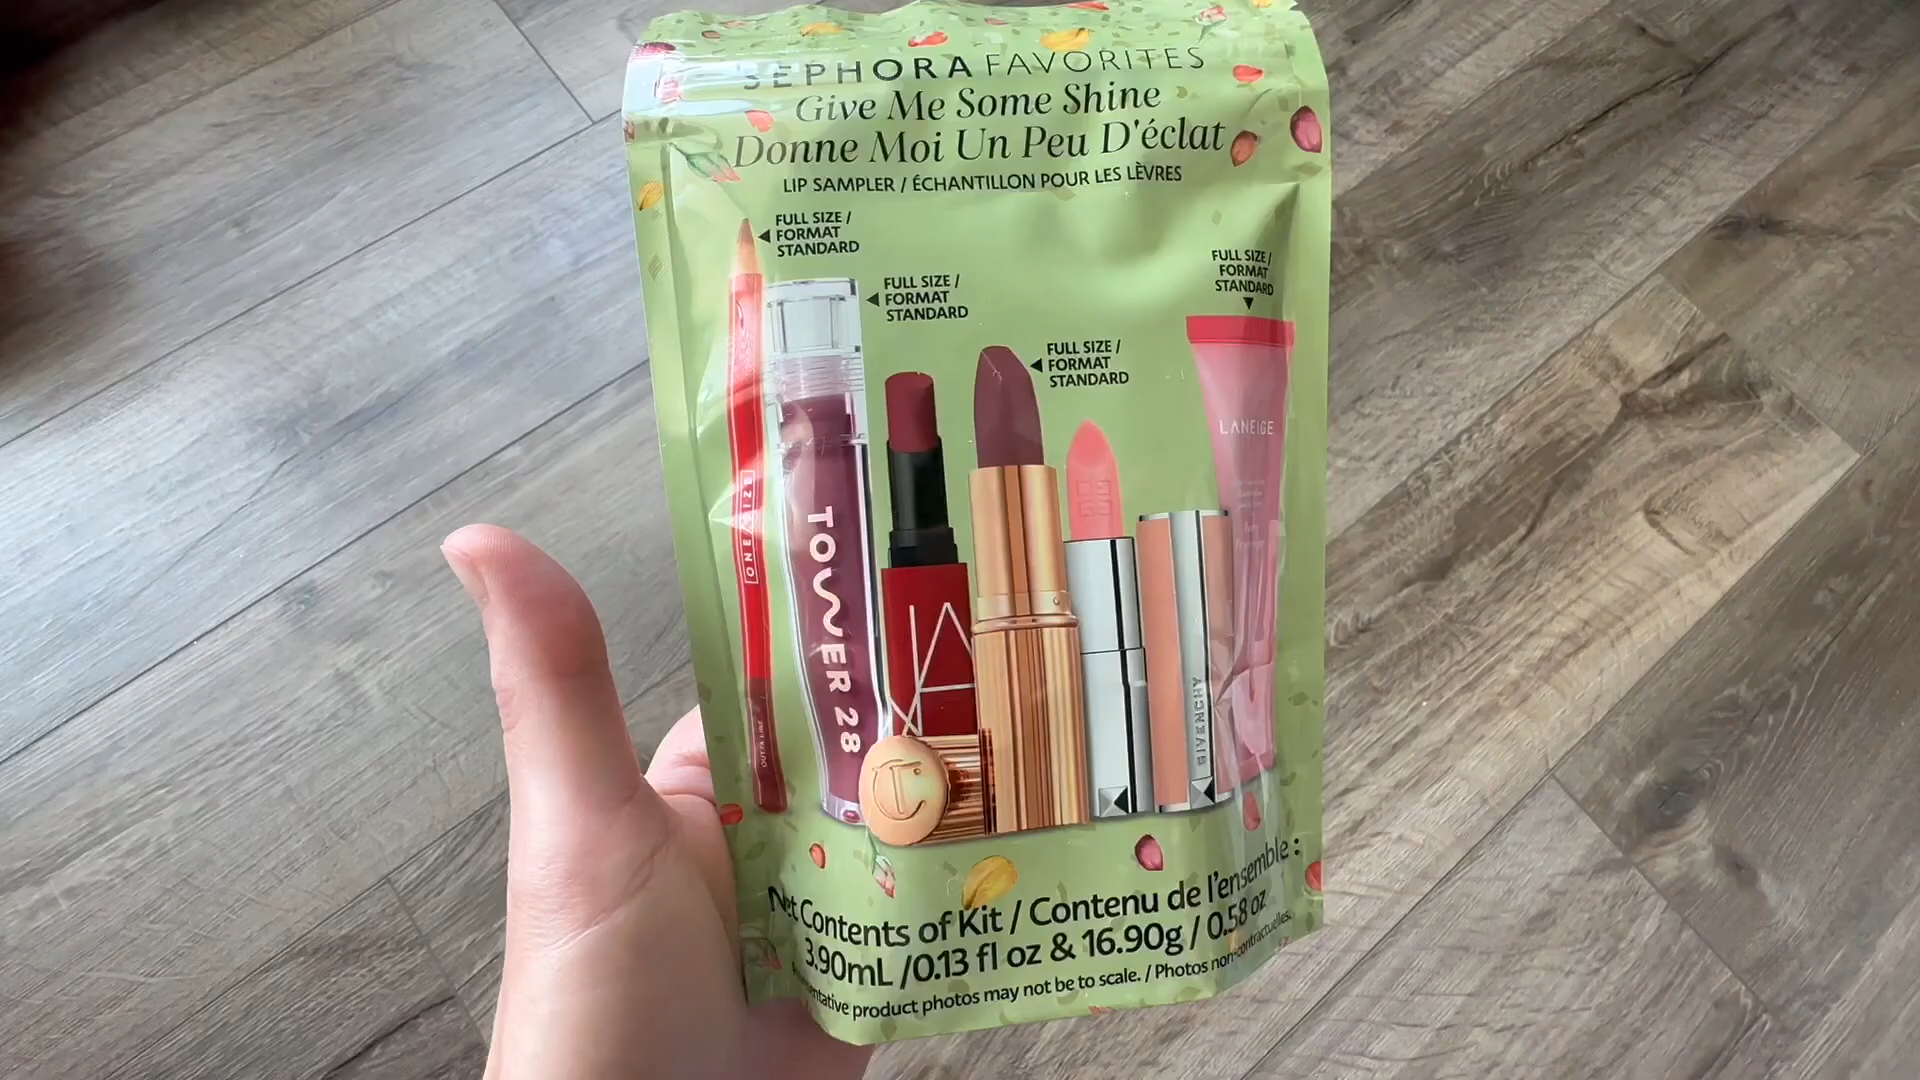 SEPHORA FAVORITES
Give Me Some Shine
Donne Moi Un Peu D'éclat
LIP SAMPLER / ÉCHANTILLON POUR LES LÈVRES
FULL SIZE /
FORMAT
STANDARD
FULL SIZE /
FORMAT
STANDARD
FULL SIZE /
FORMAT
STANDARD
FULL SIZE /
FORMAT
STANDARD
ONE/SIZE
TOWER 28
NARS
CT
GIVENCHY
LANEIGE
Net Contents of Kit / Contenu de l'ensemble :
3.90mL /0.13 fl oz & 16.90g / 0.58 oz
product photos may not be to scale. / Photos non-contractuelles.